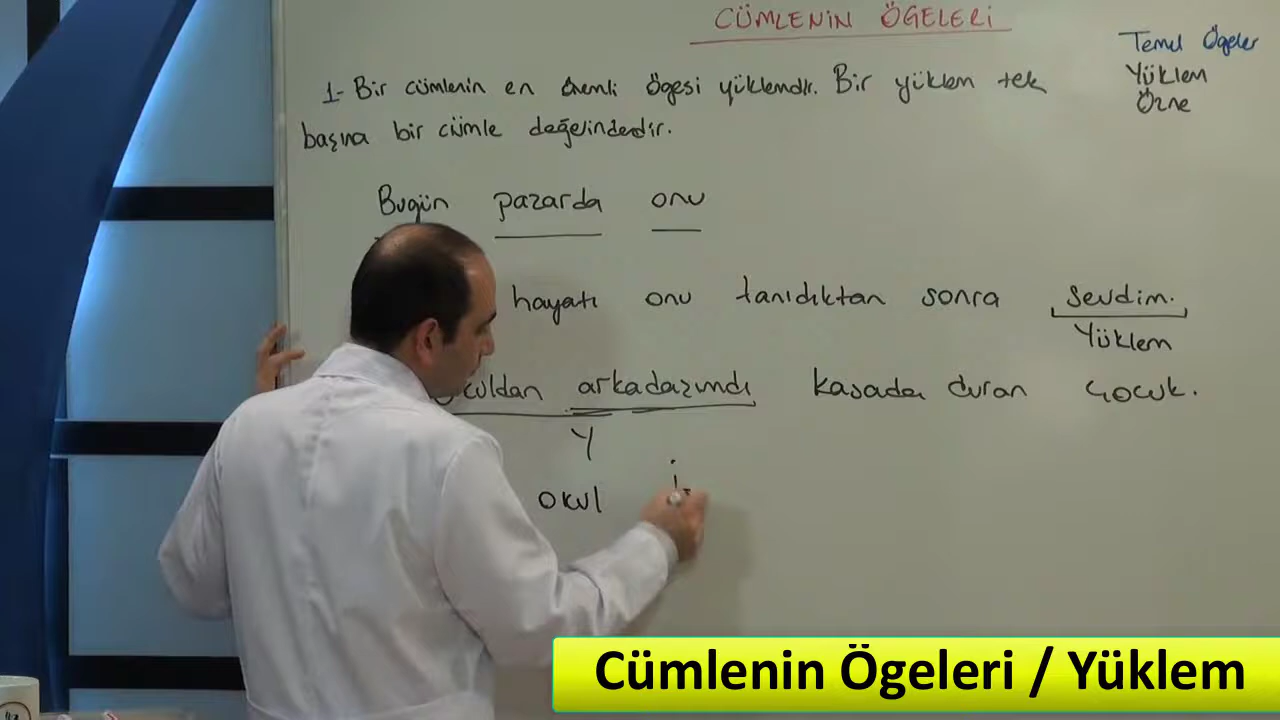 CÜMLENİN ÖGELERİ
Temel Ögeler
Yüklem
Özne
1- Bir cümlenin en önemli ögesi yüklemdir. Bir yüklem tek
başına bir cümle değerindedir.
Bugün pazarda onu
hayatı onu tanıdıktan sonra sevdim.
Yüklem
arkadaşımdı kasada duran çocuk.
Y
okul
Cümlenin Ögeleri / Yüklem